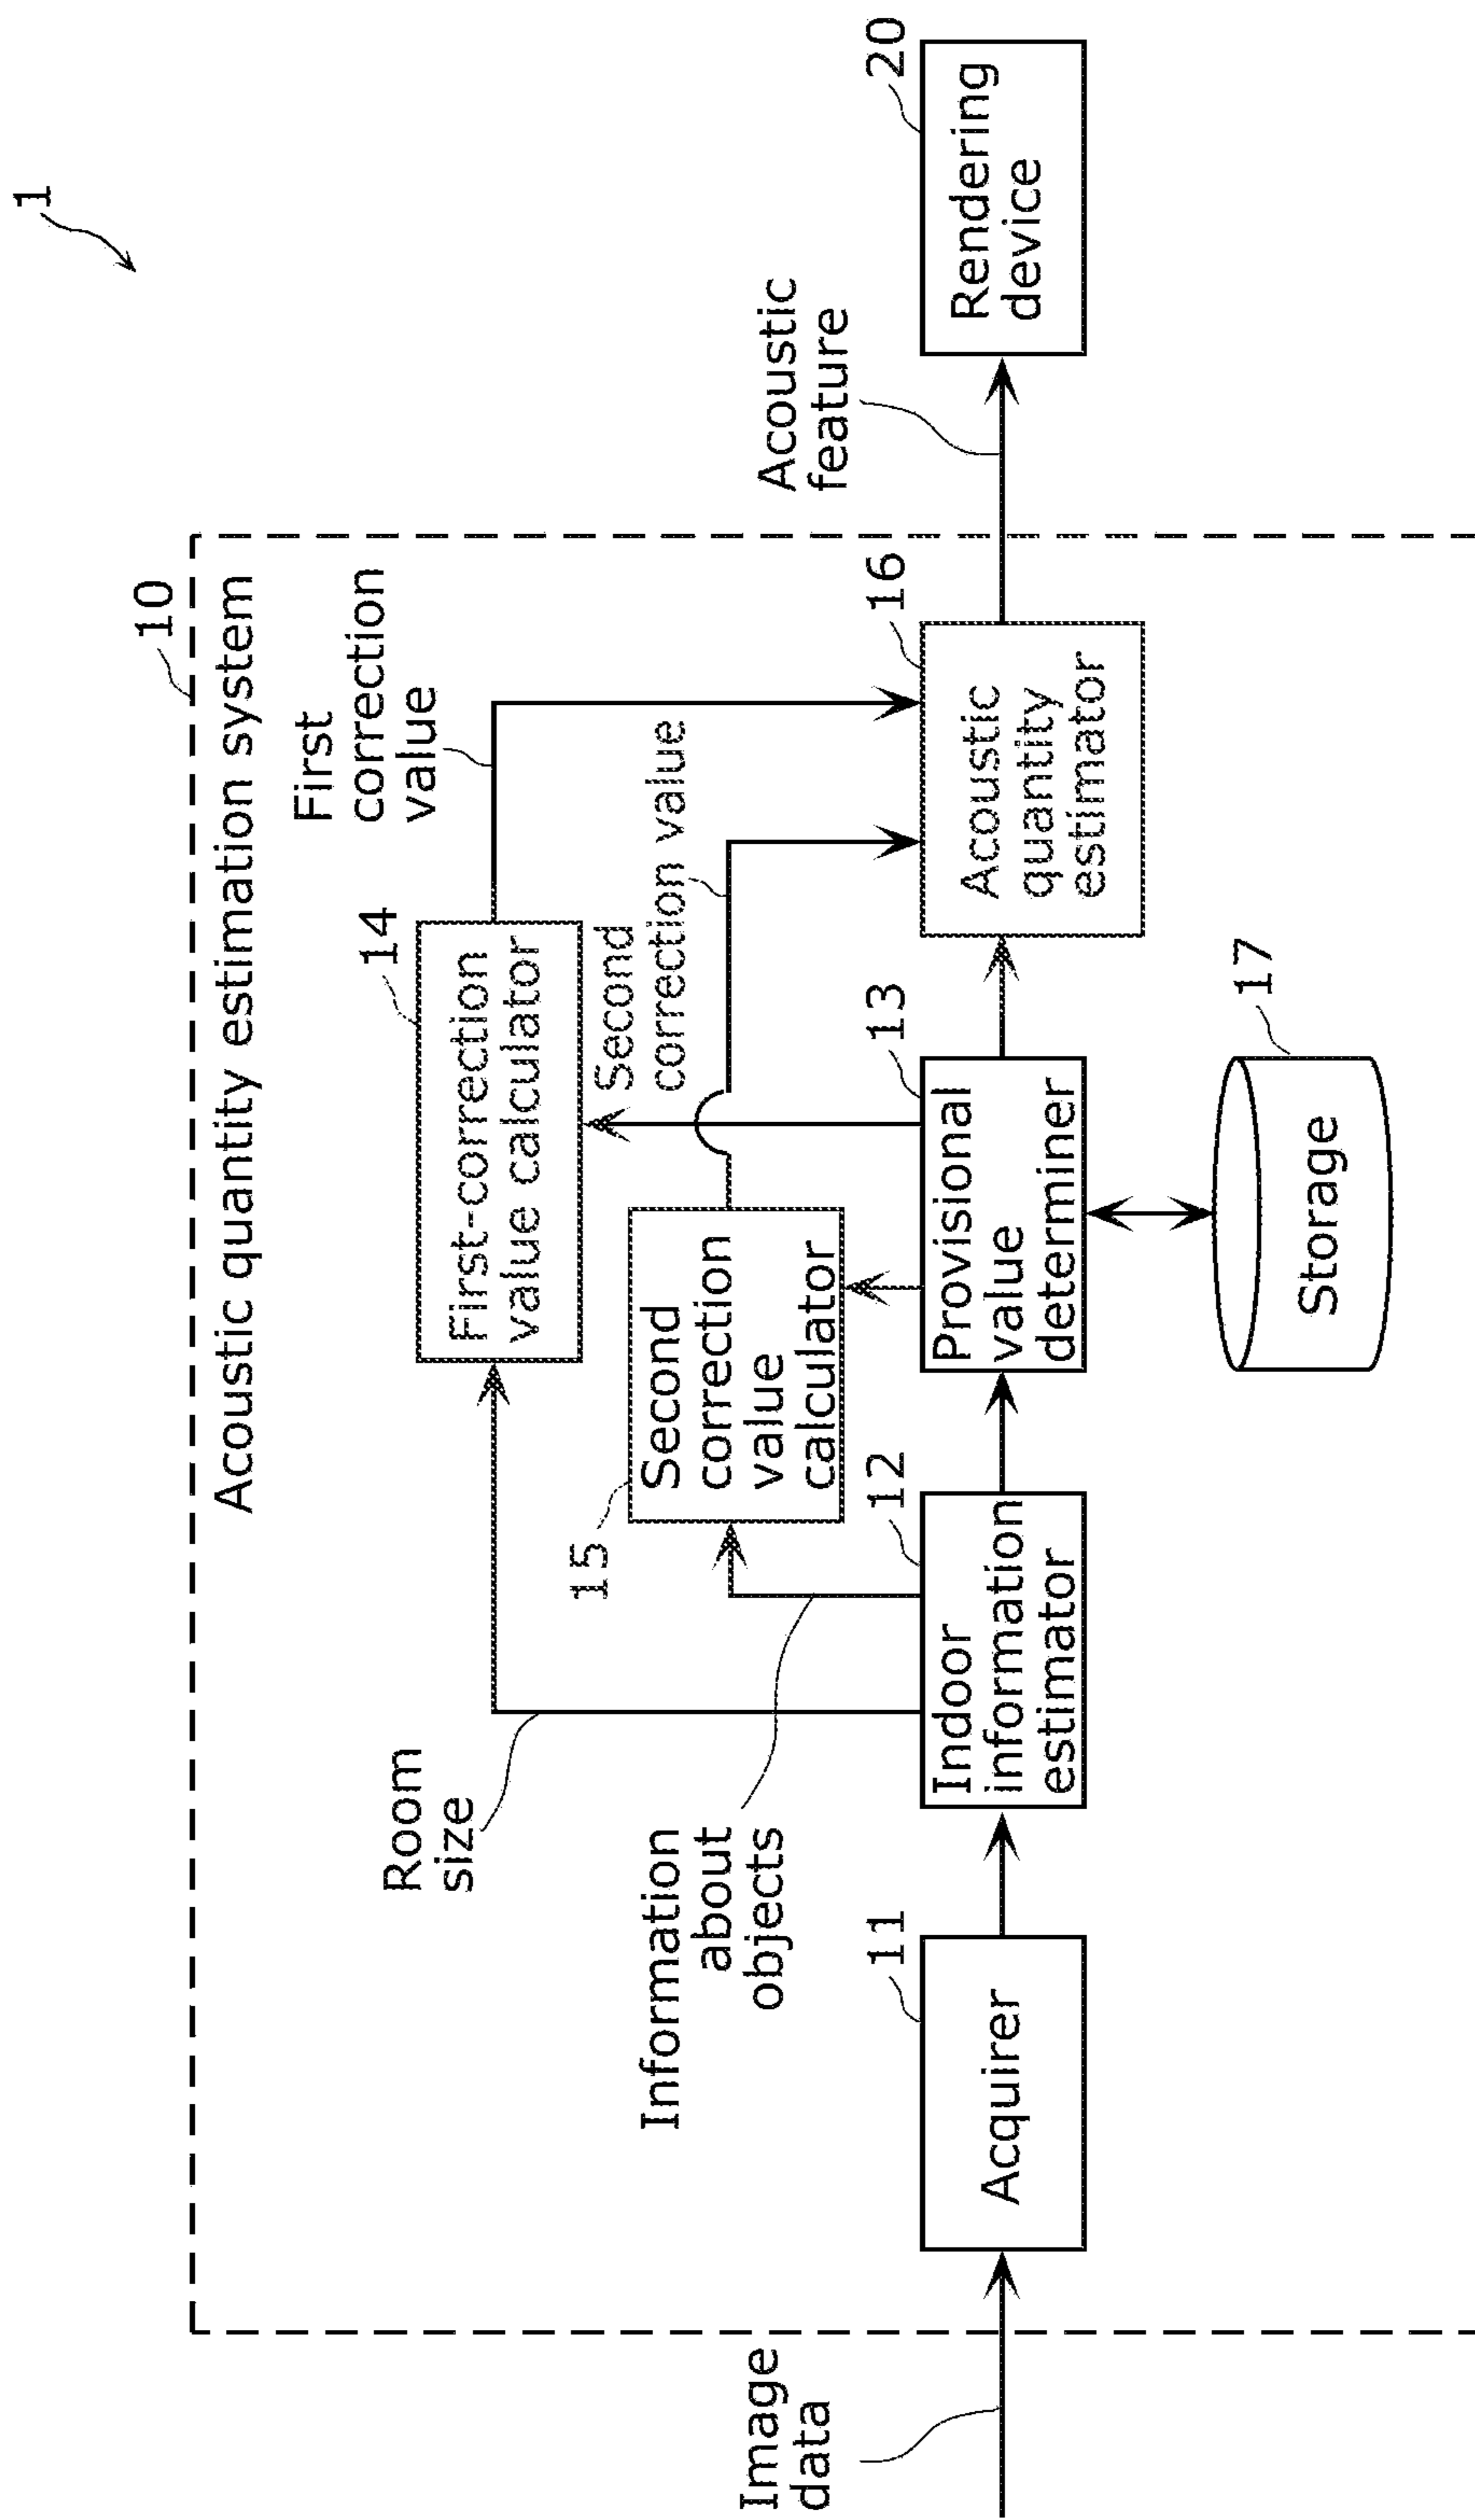 1
10
Acoustic quantity estimation system
First
correction
value
14
First-correction
value calculator
Room
size
Second
correction value
15
Second
correction
value
calculator
Information
about
objects
Acoustic
feature
Image
data
11
Acquirer
12
Indoor
information
estimator
13
Provisional
value
determiner
16
Acoustic
quantity
estimator
20
Rendering
device
17
Storage